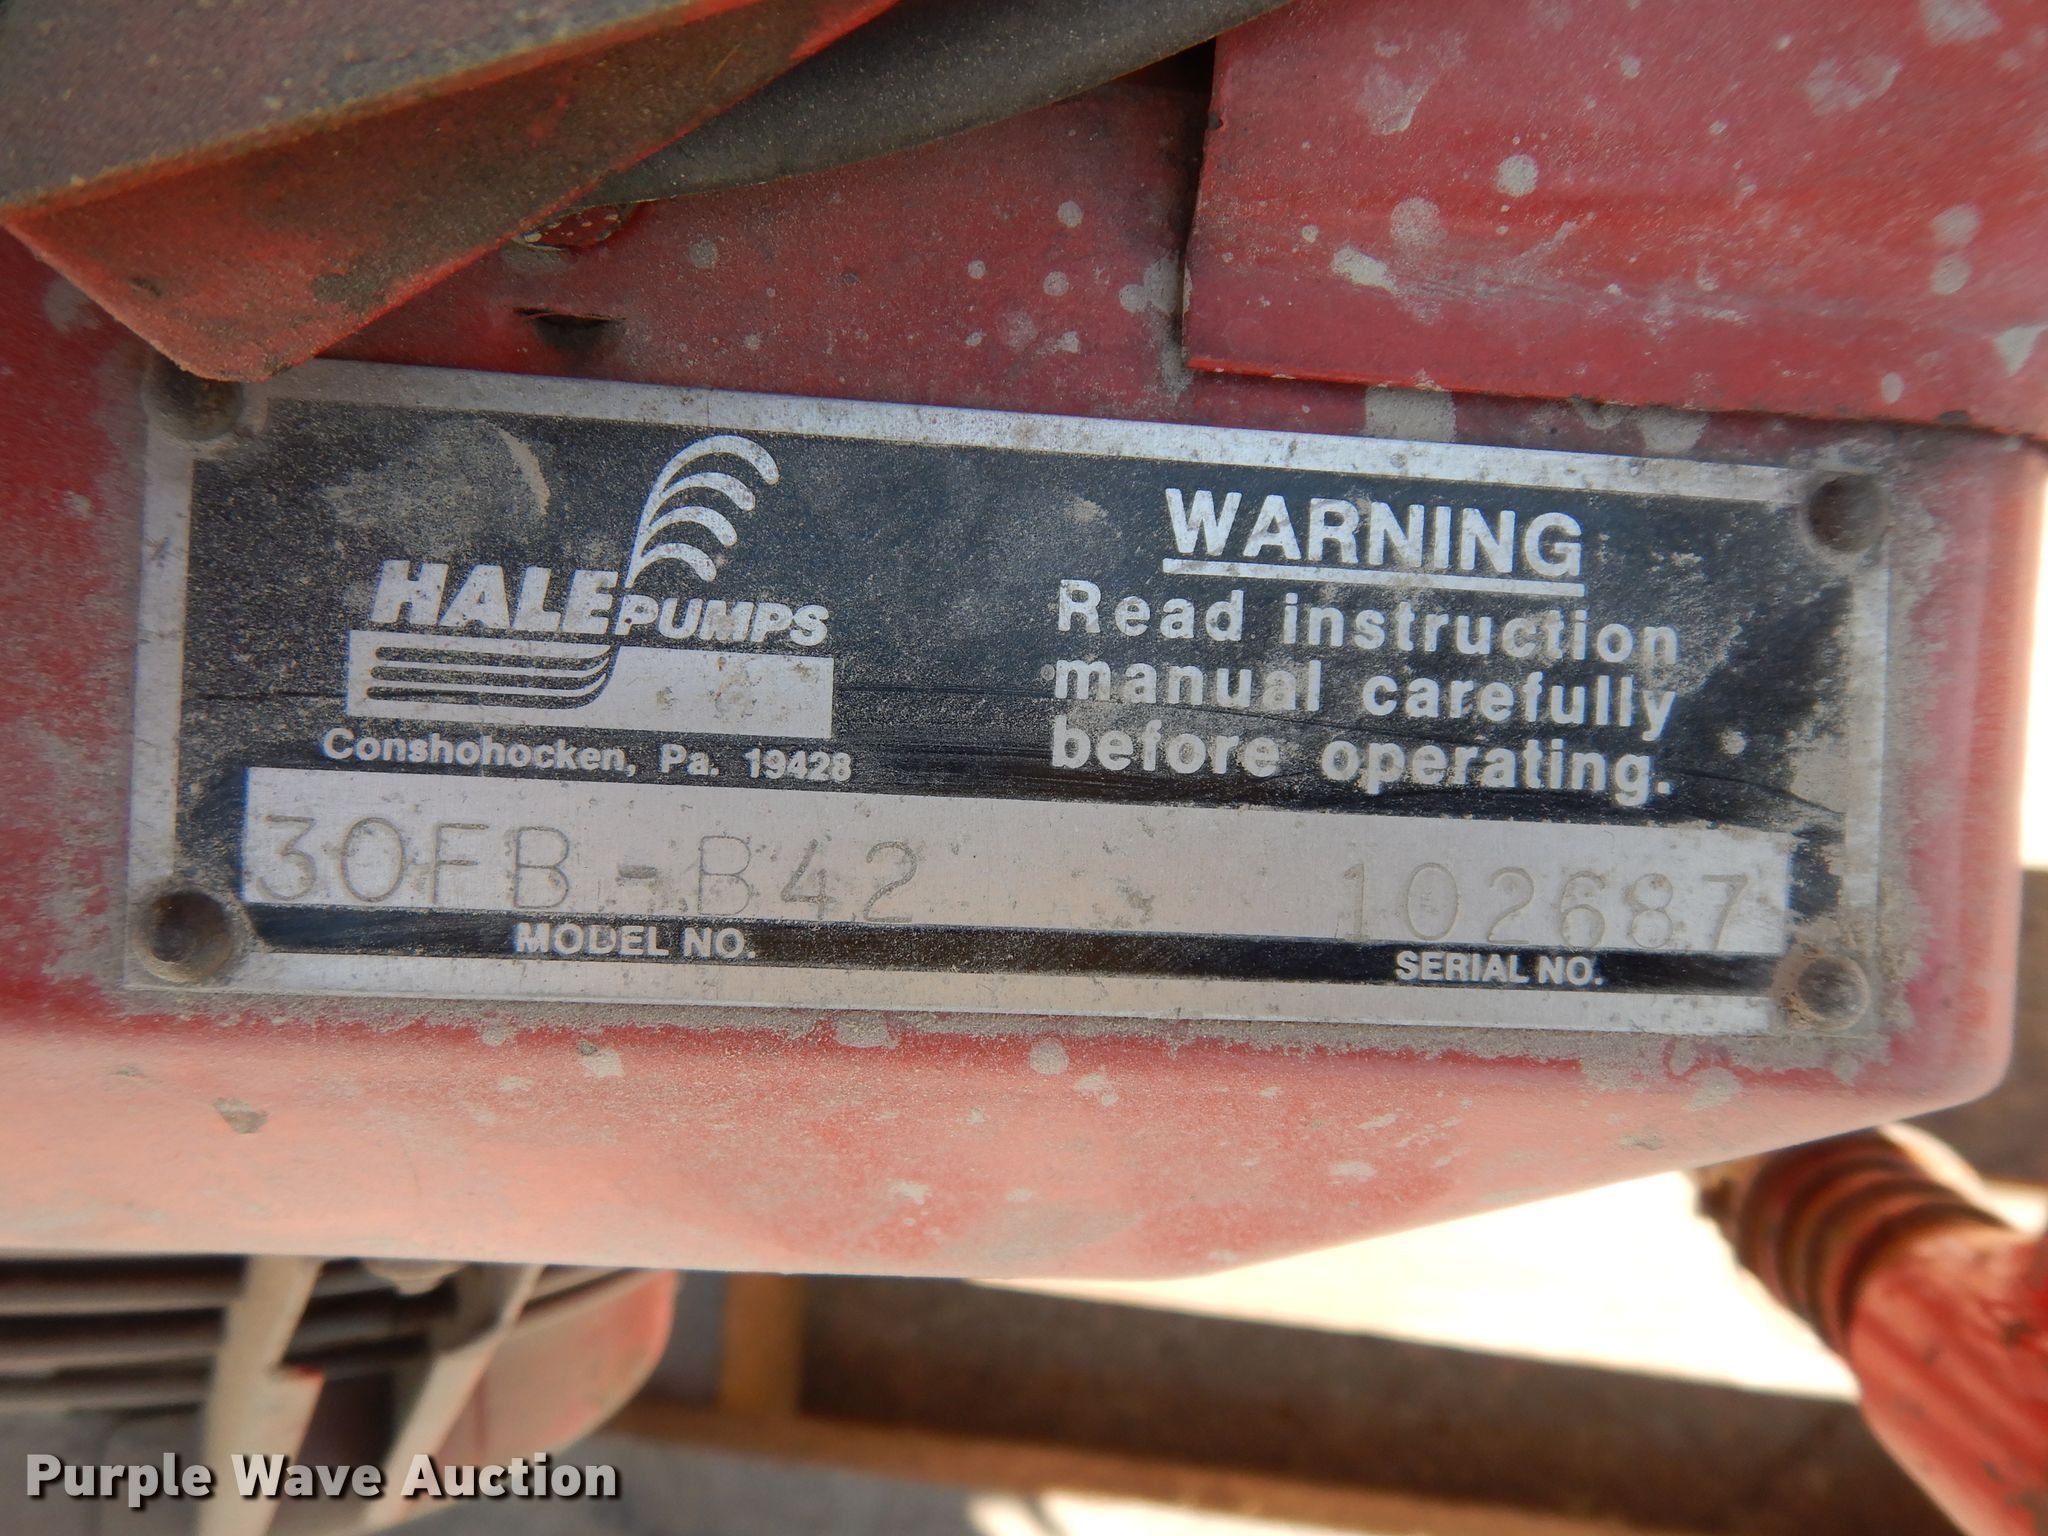 HALE PUMPS
Conshohocken, Pa. 19428
WARNING
Read instruction
manual carefully
before operating.
30FB-B42
102687
MODEL NO.
SERIAL NO.
Purple Wave Auction